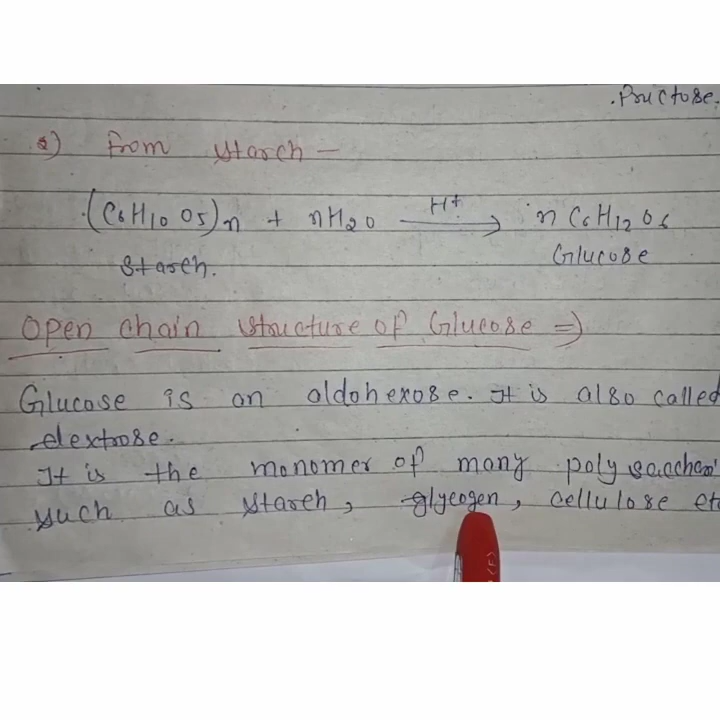 .Fructose.
2) From starch -
(C6H10O5)n + nH2O H+ → n C6H12O6
Starch. Glucose
Open chain structure of Glucose =>
Glucose is an aldohexose. It is also called
dextrose.
It is the monomer of many polysacchar
such as starch, glycogen, cellulose etc